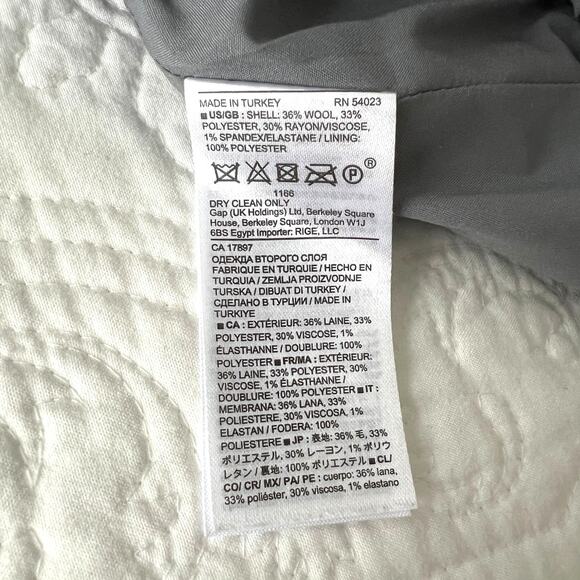 MADE IN TURKEY RN 54023
■ US/GB: SHELL: 36% WOOL, 33%
POLYESTER, 30% RAYON/VISCOSE,
1% SPANDEX/ELASTANE / LINING:
100% POLYESTER
P ®
1166
DRY CLEAN ONLY
Gap (UK Holdings) Ltd, Berkeley Square
House, Berkeley Square, London W1J
6BS Egypt Importer: RIGE, LLC
CA 17897
ОДЕЖДА ВТОРОГО СЛОЯ
FABRIQUE EN TURQUIE / HECHO EN
TURQUIA / ZEMLJA PROIZVODNJE
TURSKA / DIBUAT DI TURKEY /
СДЕЛАНО В ТУРЦИИ / MADE IN
TURKIYE
■ CA : EXTÉRIEUR: 36% LAINE, 33%
POLYESTER, 30% VISCOSE, 1%
ÉLASTHANNE / DOUBLURE: 100%
POLYESTER ■ FR/MA : EXTÉRIEUR:
36% LAINE, 33% POLYESTER, 30%
VISCOSE, 1% ÉLASTHANNE /
DOUBLURE: 100% POLYESTER ■ IT :
MEMBRANA: 36% LANA, 33%
POLIESTERE, 30% VISCOSA, 1%
ELASTAN / FODERA: 100%
POLIESTERE ■ JP : 表地: 36% 毛, 33%
ポリエステル, 30% レーヨン, 1% ポリウ
レタン / 裏地: 100% ポリエステル ■ CL/
CO/ CR/ MX/ PA/ PE : cuerpo: 36% lana,
33% poliéster, 30% viscosa, 1% elastano